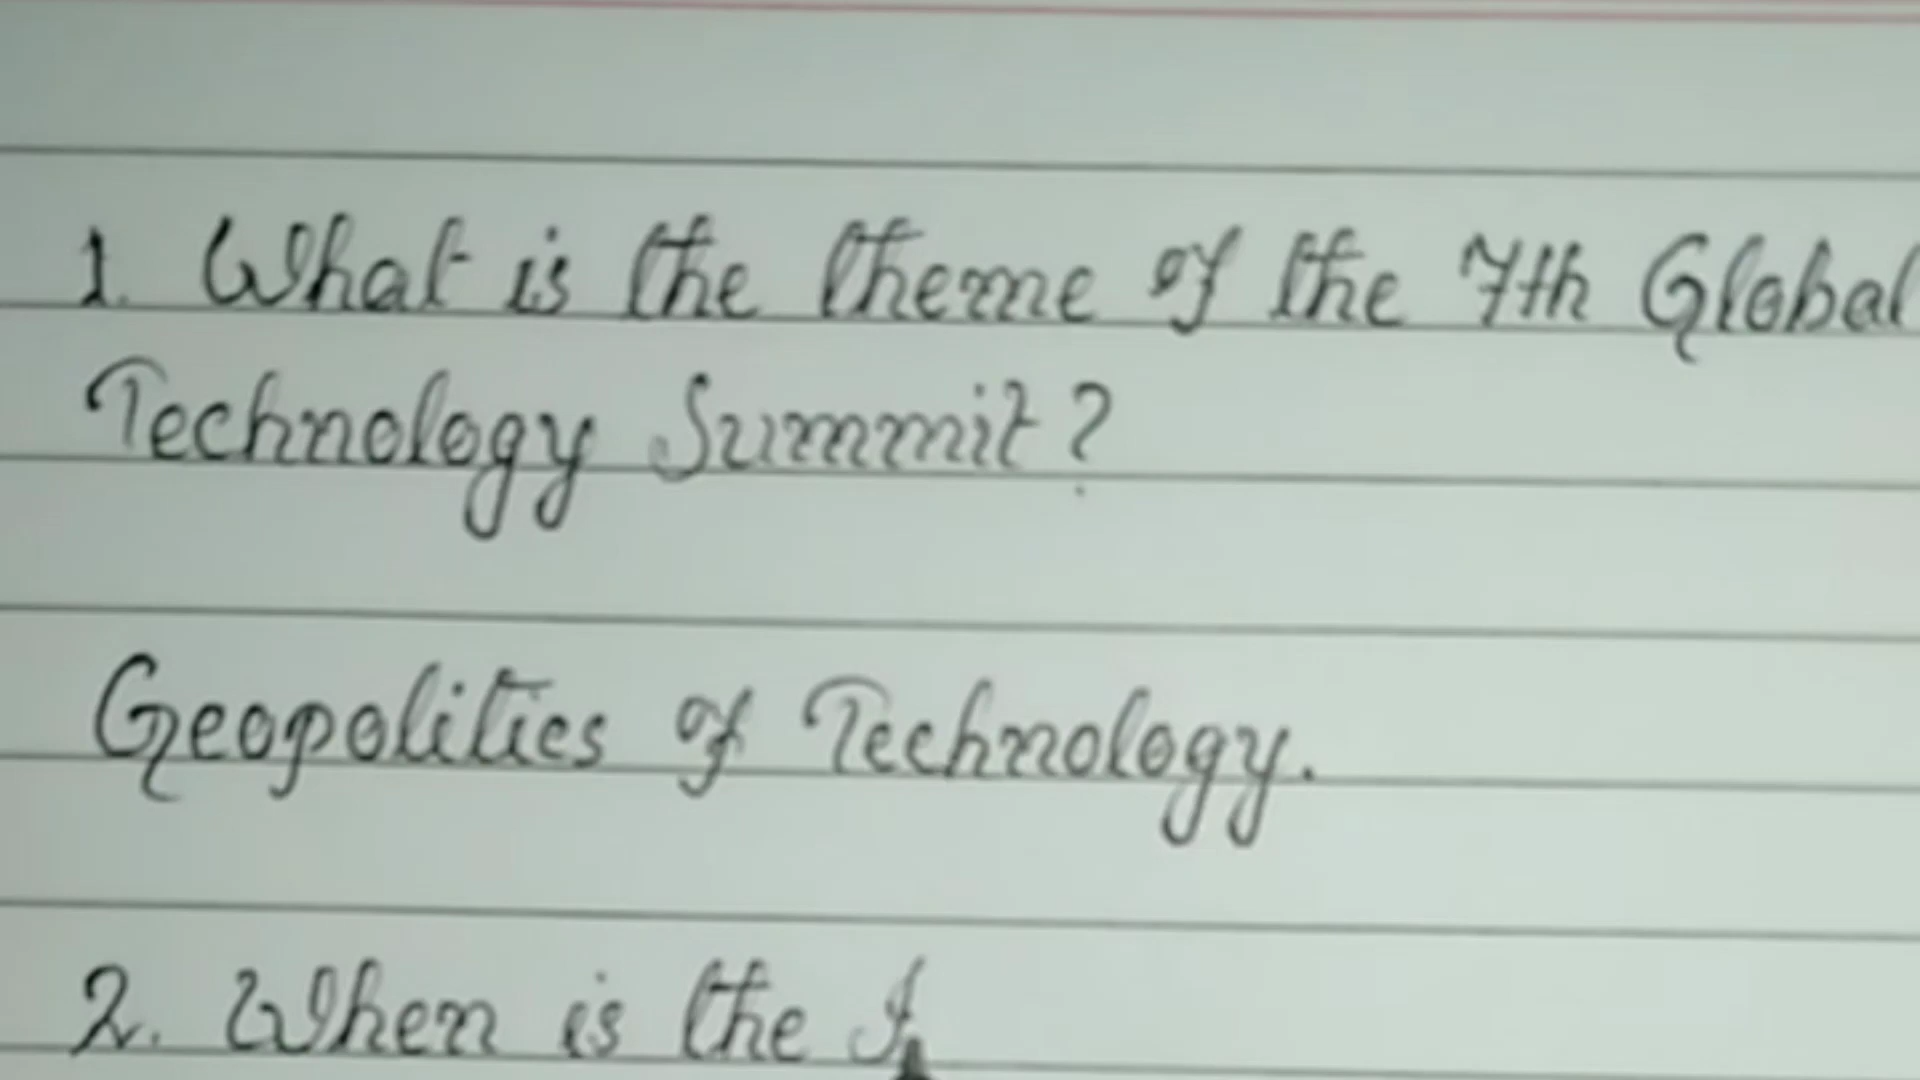 1. What is the theme of the 7th Global
Technology Summit?
Geopolitics of Technology.
2. When is the